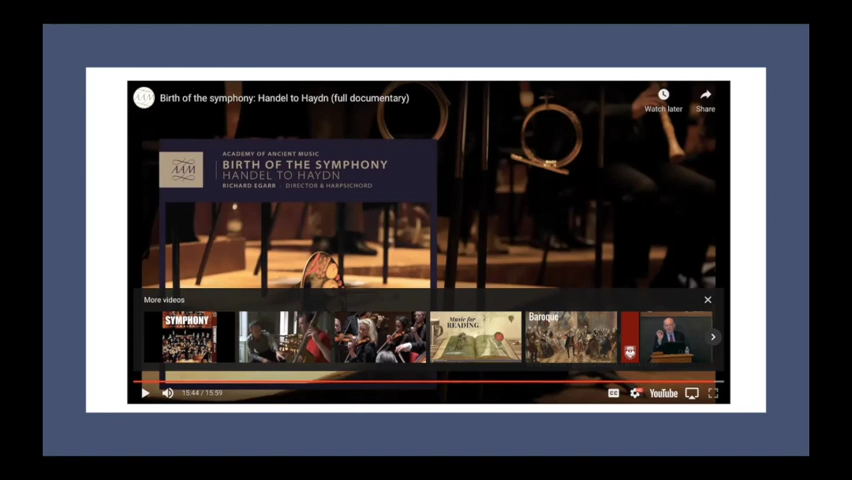 AAM
Birth of the symphony: Handel to Haydn (full documentary)
Watch later
Share
AAM
ACADEMY OF ANCIENT MUSIC
BIRTH OF THE SYMPHONY
HANDEL TO HAYDN
RICHARD EGARR · DIRECTOR & HARPSICHORD
More videos
SYMPHONY
Music for
READING
Baroque
15:44 / 15:59
CC
YouTube